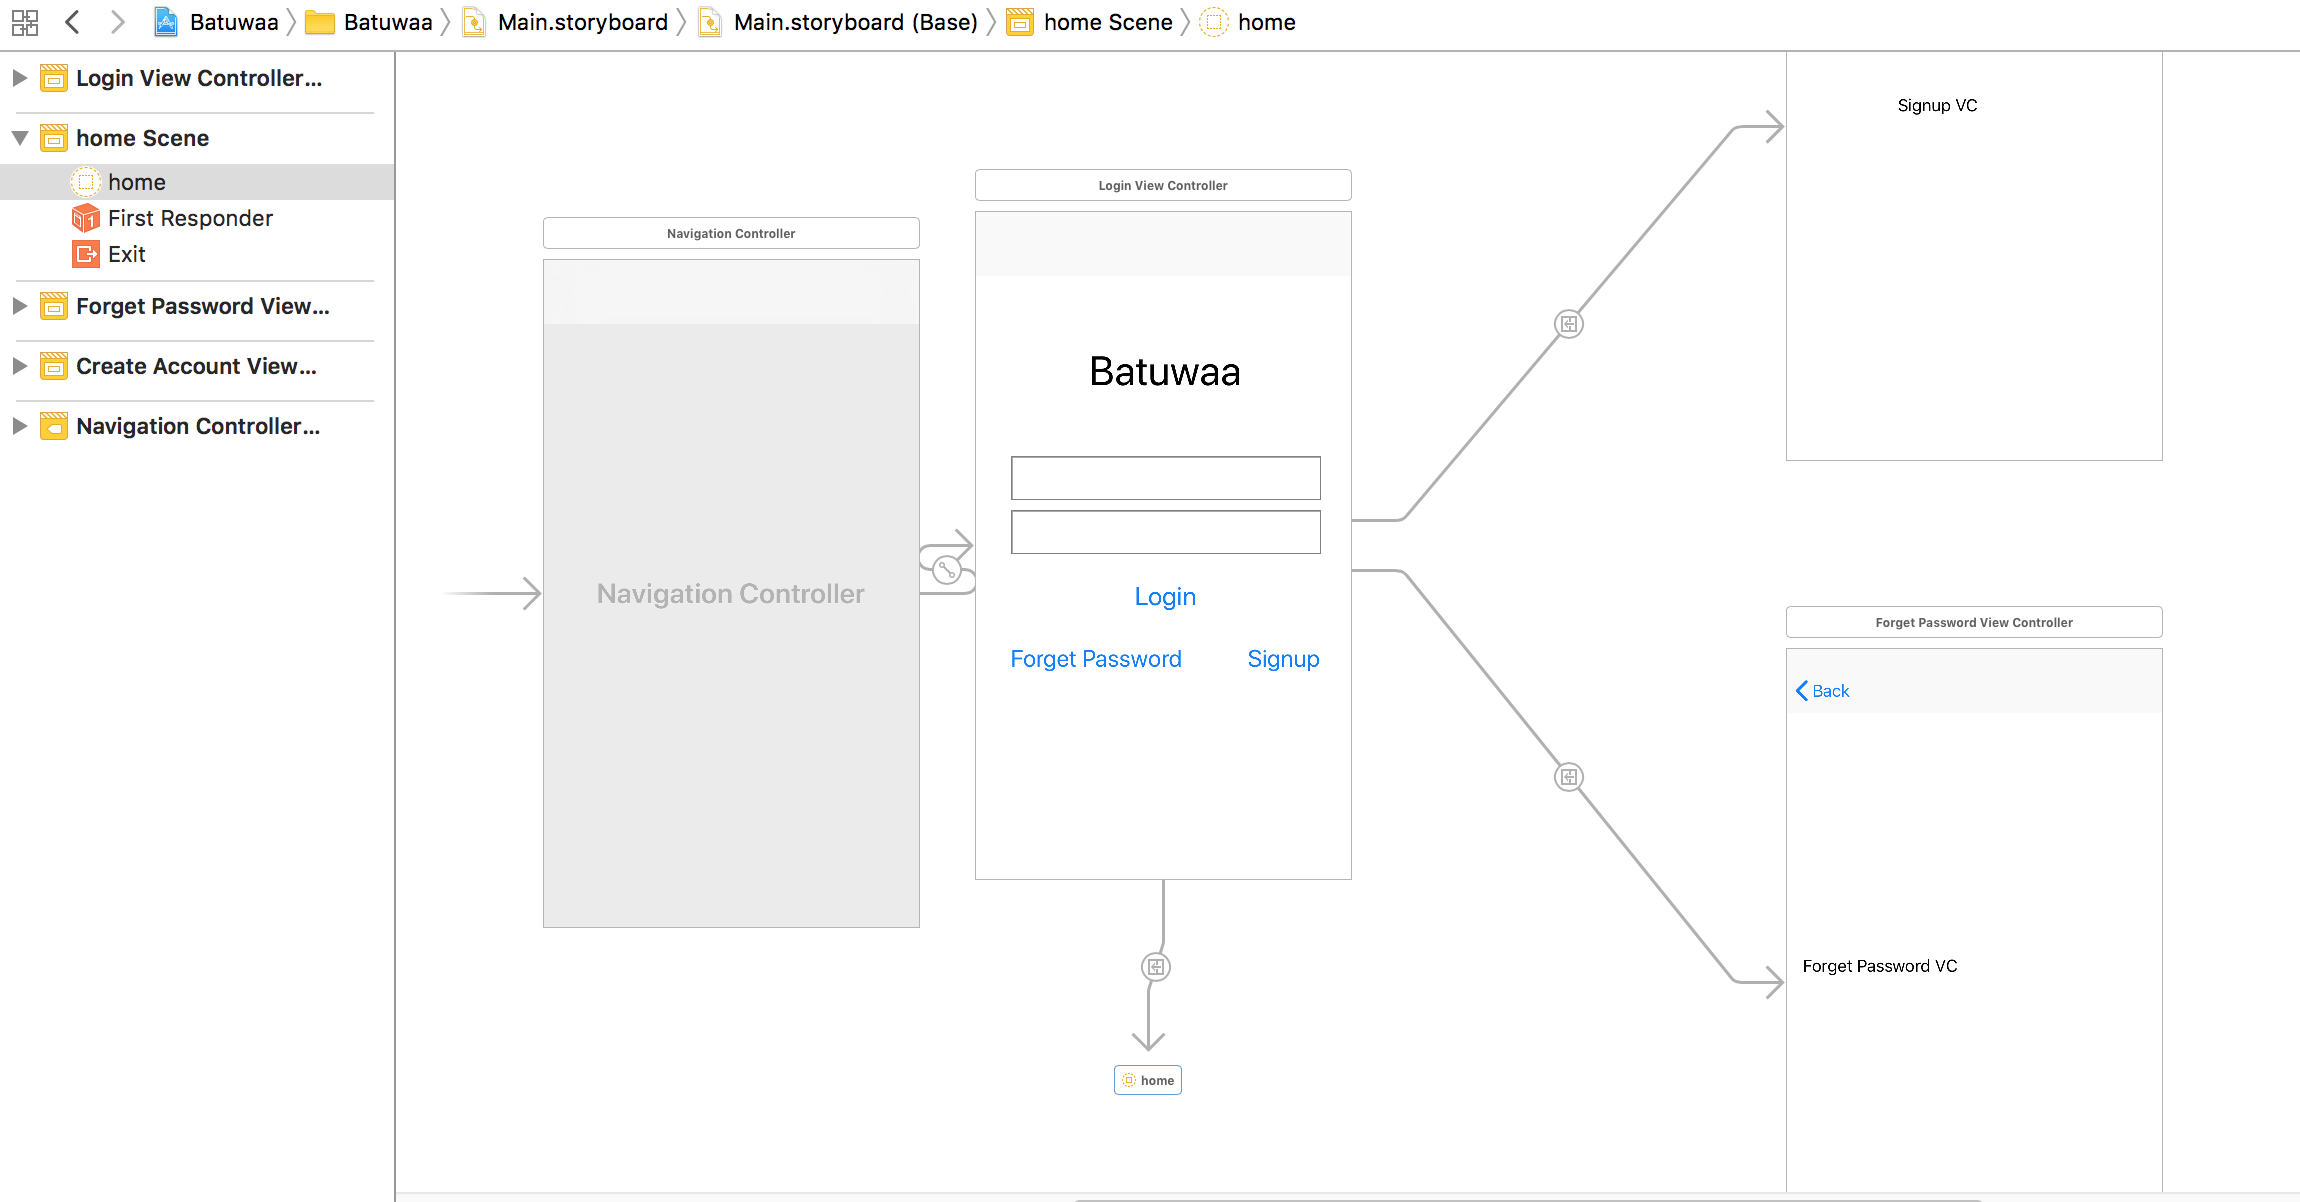 Batuwaa Batuwaa Main.storyboard Main.storyboard (Base) home Scene home
Login View Controller...
home Scene
home
First Responder
Exit
Forget Password View...
Create Account View...
Navigation Controller...
Navigation Controller
Navigation Controller
Login View Controller
Batuwaa
Login
Forget Password Signup
home
Signup VC
Forget Password View Controller
Back
Forget Password VC